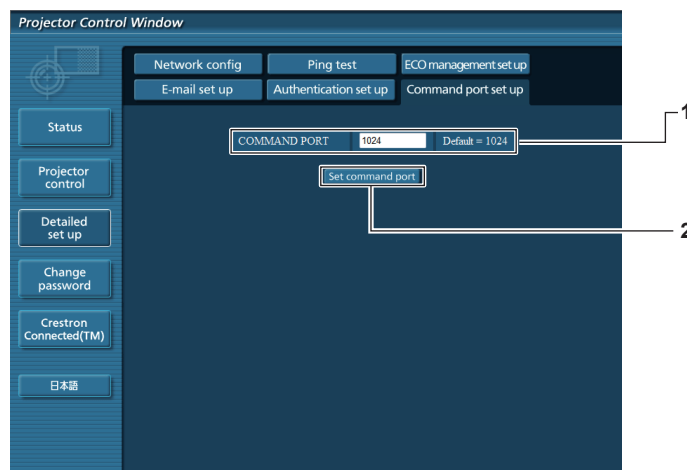 Projector Control Window
Network config
Ping test
ECO management set up
E-mail set up
Authentication set up
Command port set up
Status
Projector
control
Detailed
set up
Change
password
Crestron
Connected(TM)
日本語
COMMAND PORT 1024 Default = 1024
Set command port
1
2